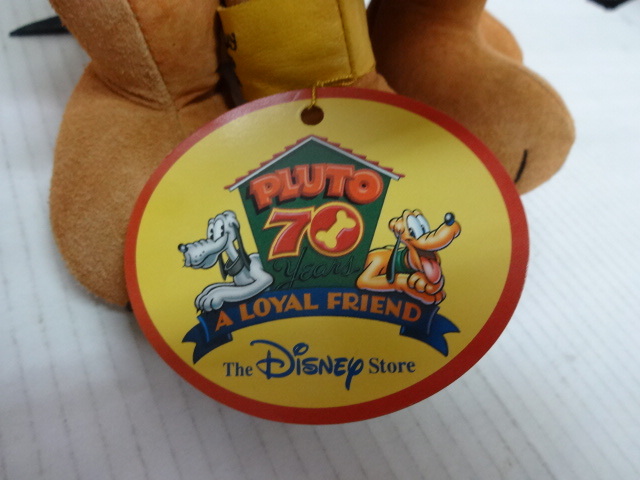 PLUTO
70
Years
A LOYAL FRIEND
The Disney Store